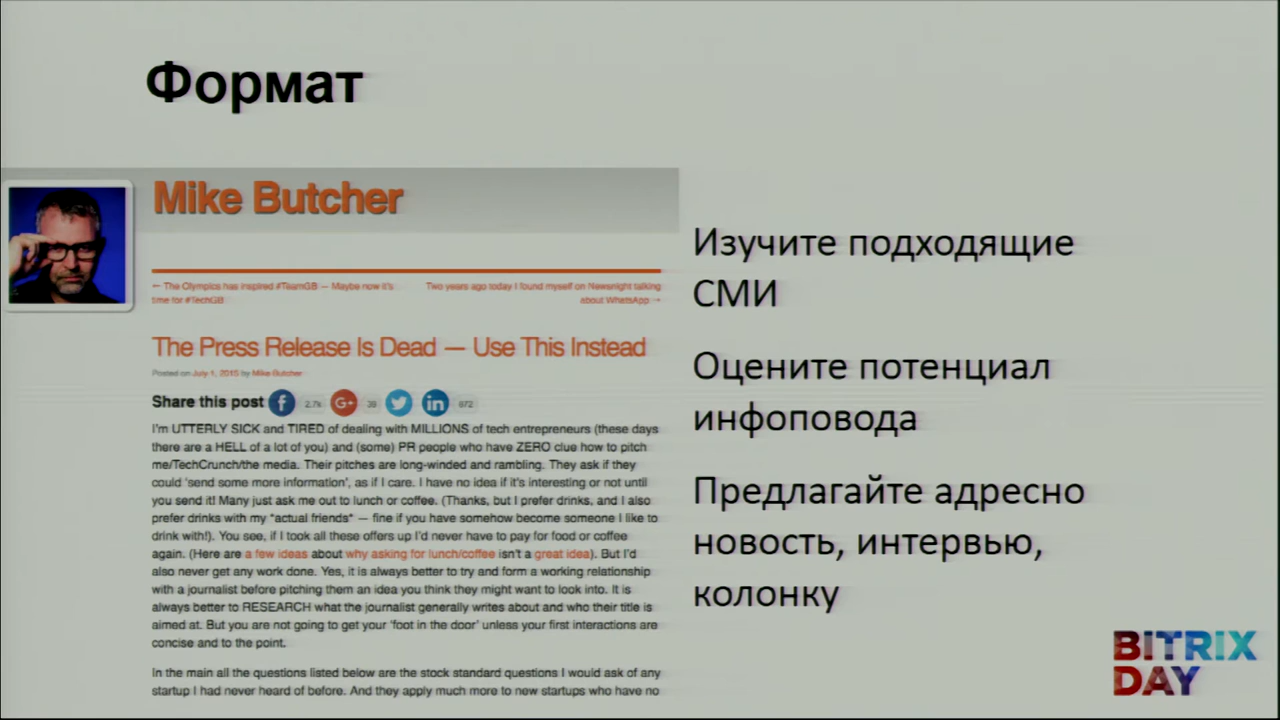 Формат
Mike Butcher
← The Olympics has inspired #TeamGB — Maybe now it's
time for #TechGB
Two years ago today I found myself on Newsnight talking
about WhatsApp →
The Press Release Is Dead — Use This Instead
Posted on July 1, 2015 by Mike Butcher
Share this post 2.7k 39 672
I'm UTTERLY SICK and TIRED of dealing with MILLIONS of tech entrepreneurs (these days
there are a HELL of a lot of you) and (some) PR people who have ZERO clue how to pitch
me/TechCrunch/the media. Their pitches are long-winded and rambling. They ask if they
could 'send some more information', as if I care. I have no idea if it's interesting or not until
you send it! Many just ask me out to lunch or coffee. (Thanks, but I prefer drinks, and I also
prefer drinks with my *actual friends* — fine if you have somehow become someone I like to
drink with!). You see, if I took all these offers up I'd never have to pay for food or coffee
again. (Here are a few ideas about why asking for lunch/coffee isn't a great idea). But I'd
also never get any work done. Yes, it is always better to try and form a working relationship
with a journalist before pitching them an idea you think they might want to look into. It is
always better to RESEARCH what the journalist generally writes about and who their title is
aimed at. But you are not going to get your 'foot in the door' unless your first interactions are
concise and to the point.
In the main all the questions listed below are the stock standard questions I would ask of any
startup I had never heard of before. And they apply much more to new startups who have no
Изучите подходящие
СМИ
Оцените потенциал
инфоповода
Предлагайте адресно
новость, интервью,
колонку
BITRIX
DAY